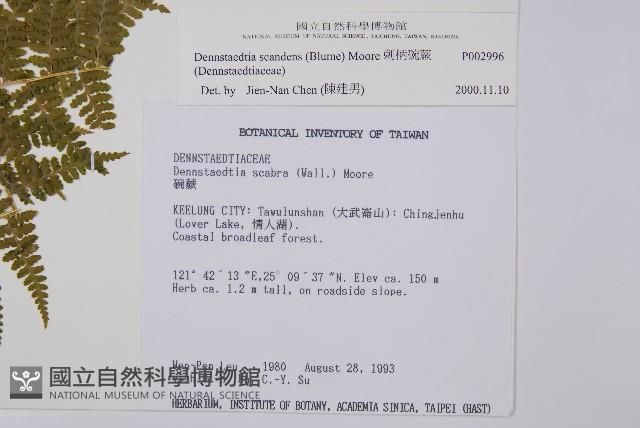 國立自然科學博物館
NATIONAL MUSEUM OF NATURAL SCIENCE, TAICHUNG, TAIWAN,
Dennstaedtia scandens (Blume) Moore 刺柄碗蕨 P002996
(Dennstaedtiaceae)
Det. by Jien-Nan Chen (陳建男) 2000.11.10
BOTANICAL INVENTORY OF TAIWAN
DENNSTAEDTIACEAE
Dennstaedtia scabra (Wall.) Moore
碗蕨
KEELUNG CITY: Tawulunshan (大武崙山): Chingjenhu
(Lover Lake, 情人湖).
Coastal broadleaf forest.
121° 42′ 13 ″E,25° 09′ 37 ″N. Elev ca. 150 m
Herb ca. 1.2 m tall, on roadside slope.
Wen-Pen Leu 1980 August 28, 1993
C.-Y. Su
國立自然科學博物館
NATIONAL MUSEUM OF NATURAL SCIENCE
HERBARIUM, INSTITUTE OF BOTANY, ACADEMIA SINICA, TAIPEI (HAST)